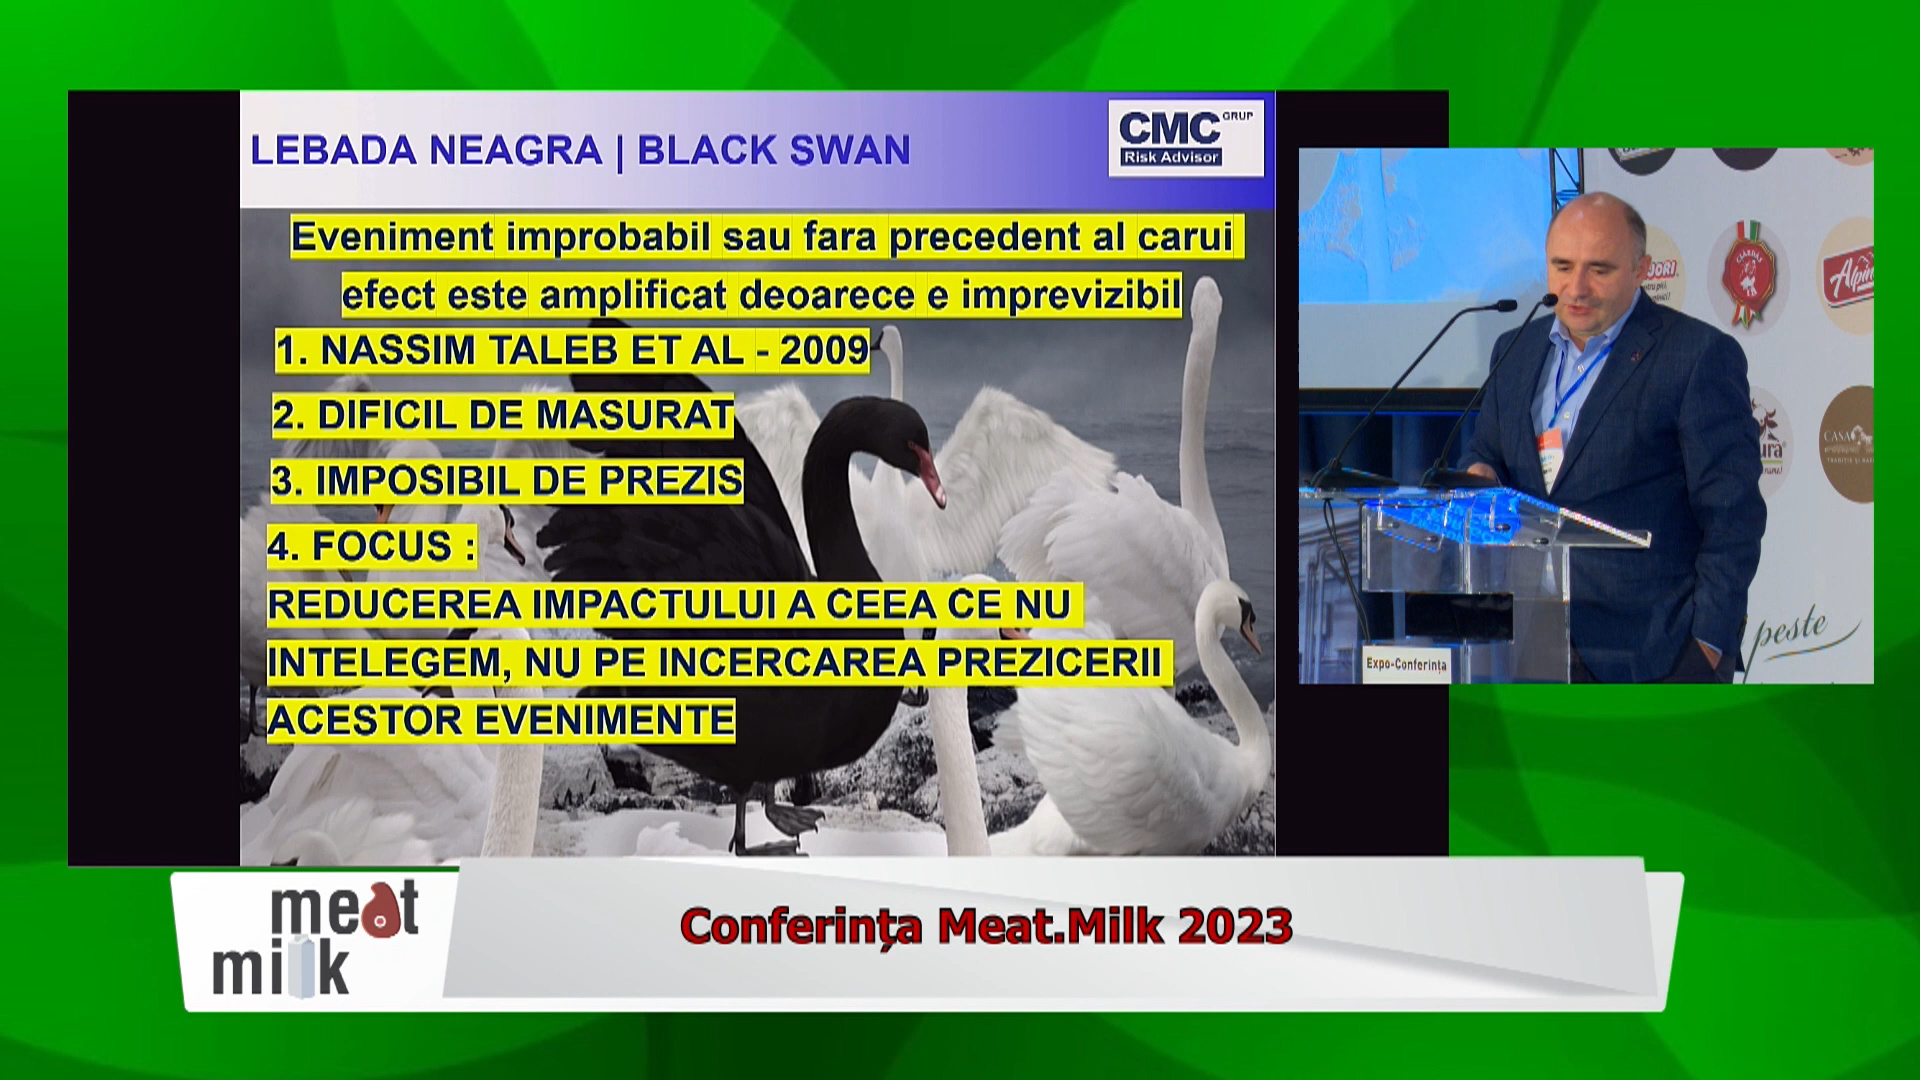 LEBADA NEAGRA | BLACK SWAN
CMC GRUP
Risk Advisor
Eveniment improbabil sau fara precedent al carui
efect este amplificat deoarece e imprevizibil
1. NASSIM TALEB ET AL - 2009
2. DIFICIL DE MASURAT
3. IMPOSIBIL DE PREZIS
4. FOCUS :
REDUCEREA IMPACTULUI A CEEA CE NU
INTELEGEM, NU PE INCERCAREA PREZICERII
ACESTOR EVENIMENTE
CASA
peste
Expo-Conferința
meat
milk
Conferința Meat.Milk 2023